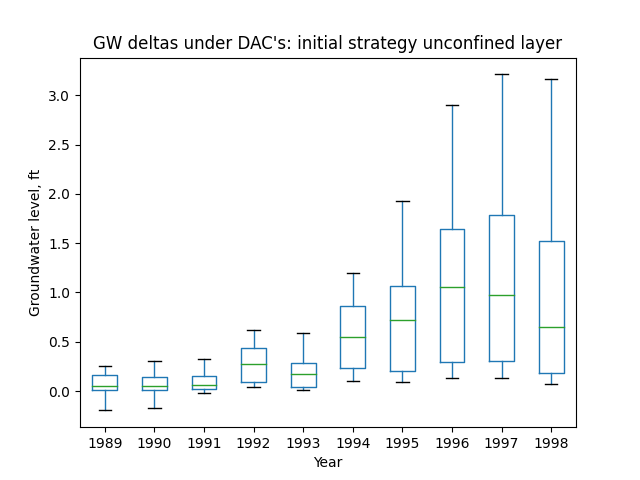 GW deltas under DAC's: initial strategy unconfined layer
3.0
2.5
2.0
1.5
1.0
0.5
0.0
Groundwater level, ft
1989 1990 1991 1992 1993 1994 1995 1996 1997 1998
Year